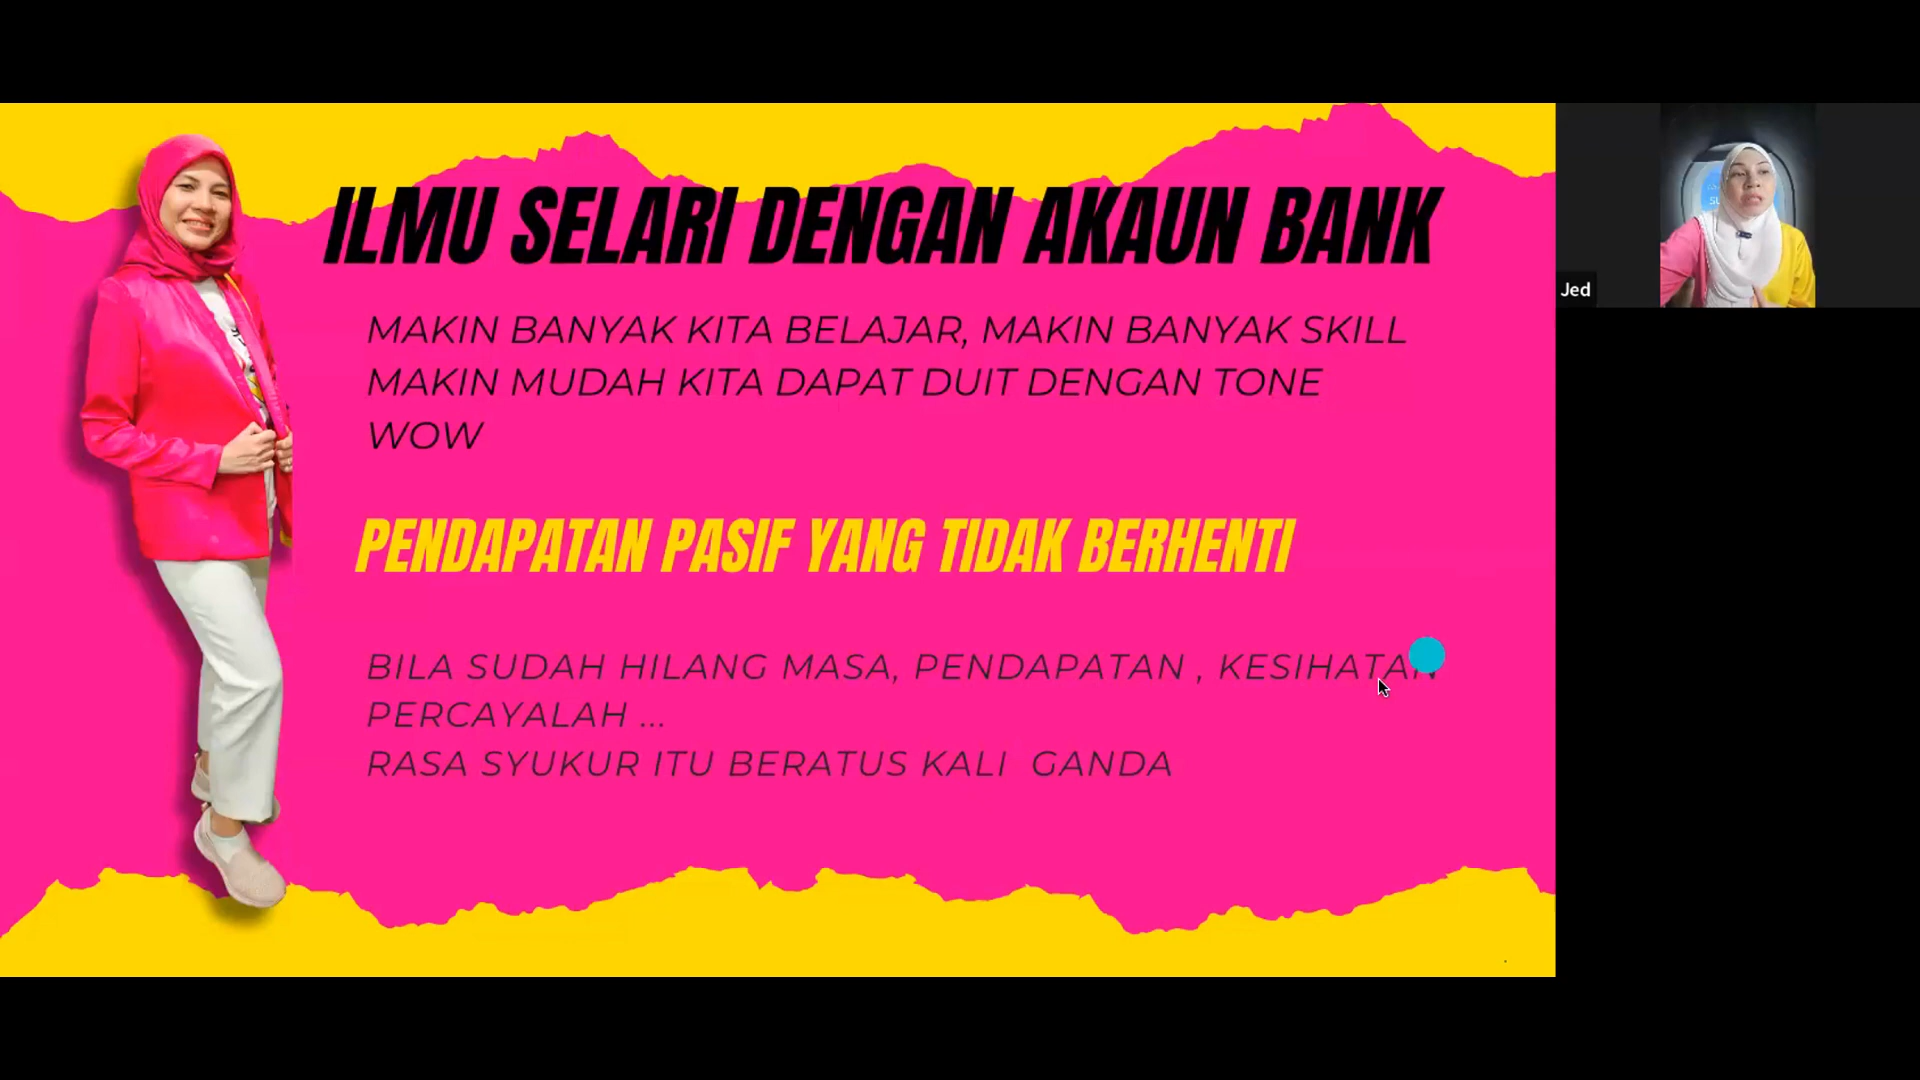 ILMU SELARI DENGAN AKAUN BANK
MAKIN BANYAK KITA BELAJAR, MAKIN BANYAK SKILL
MAKIN MUDAH KITA DAPAT DUIT DENGAN TONE
WOW
PENDAPATAN PASIF YANG TIDAK BERHENTI
BILA SUDAH HILANG MASA, PENDAPATAN , KESIHATAN
PERCAYALAH ...
RASA SYUKUR ITU BERATUS KALI GANDA
Jed